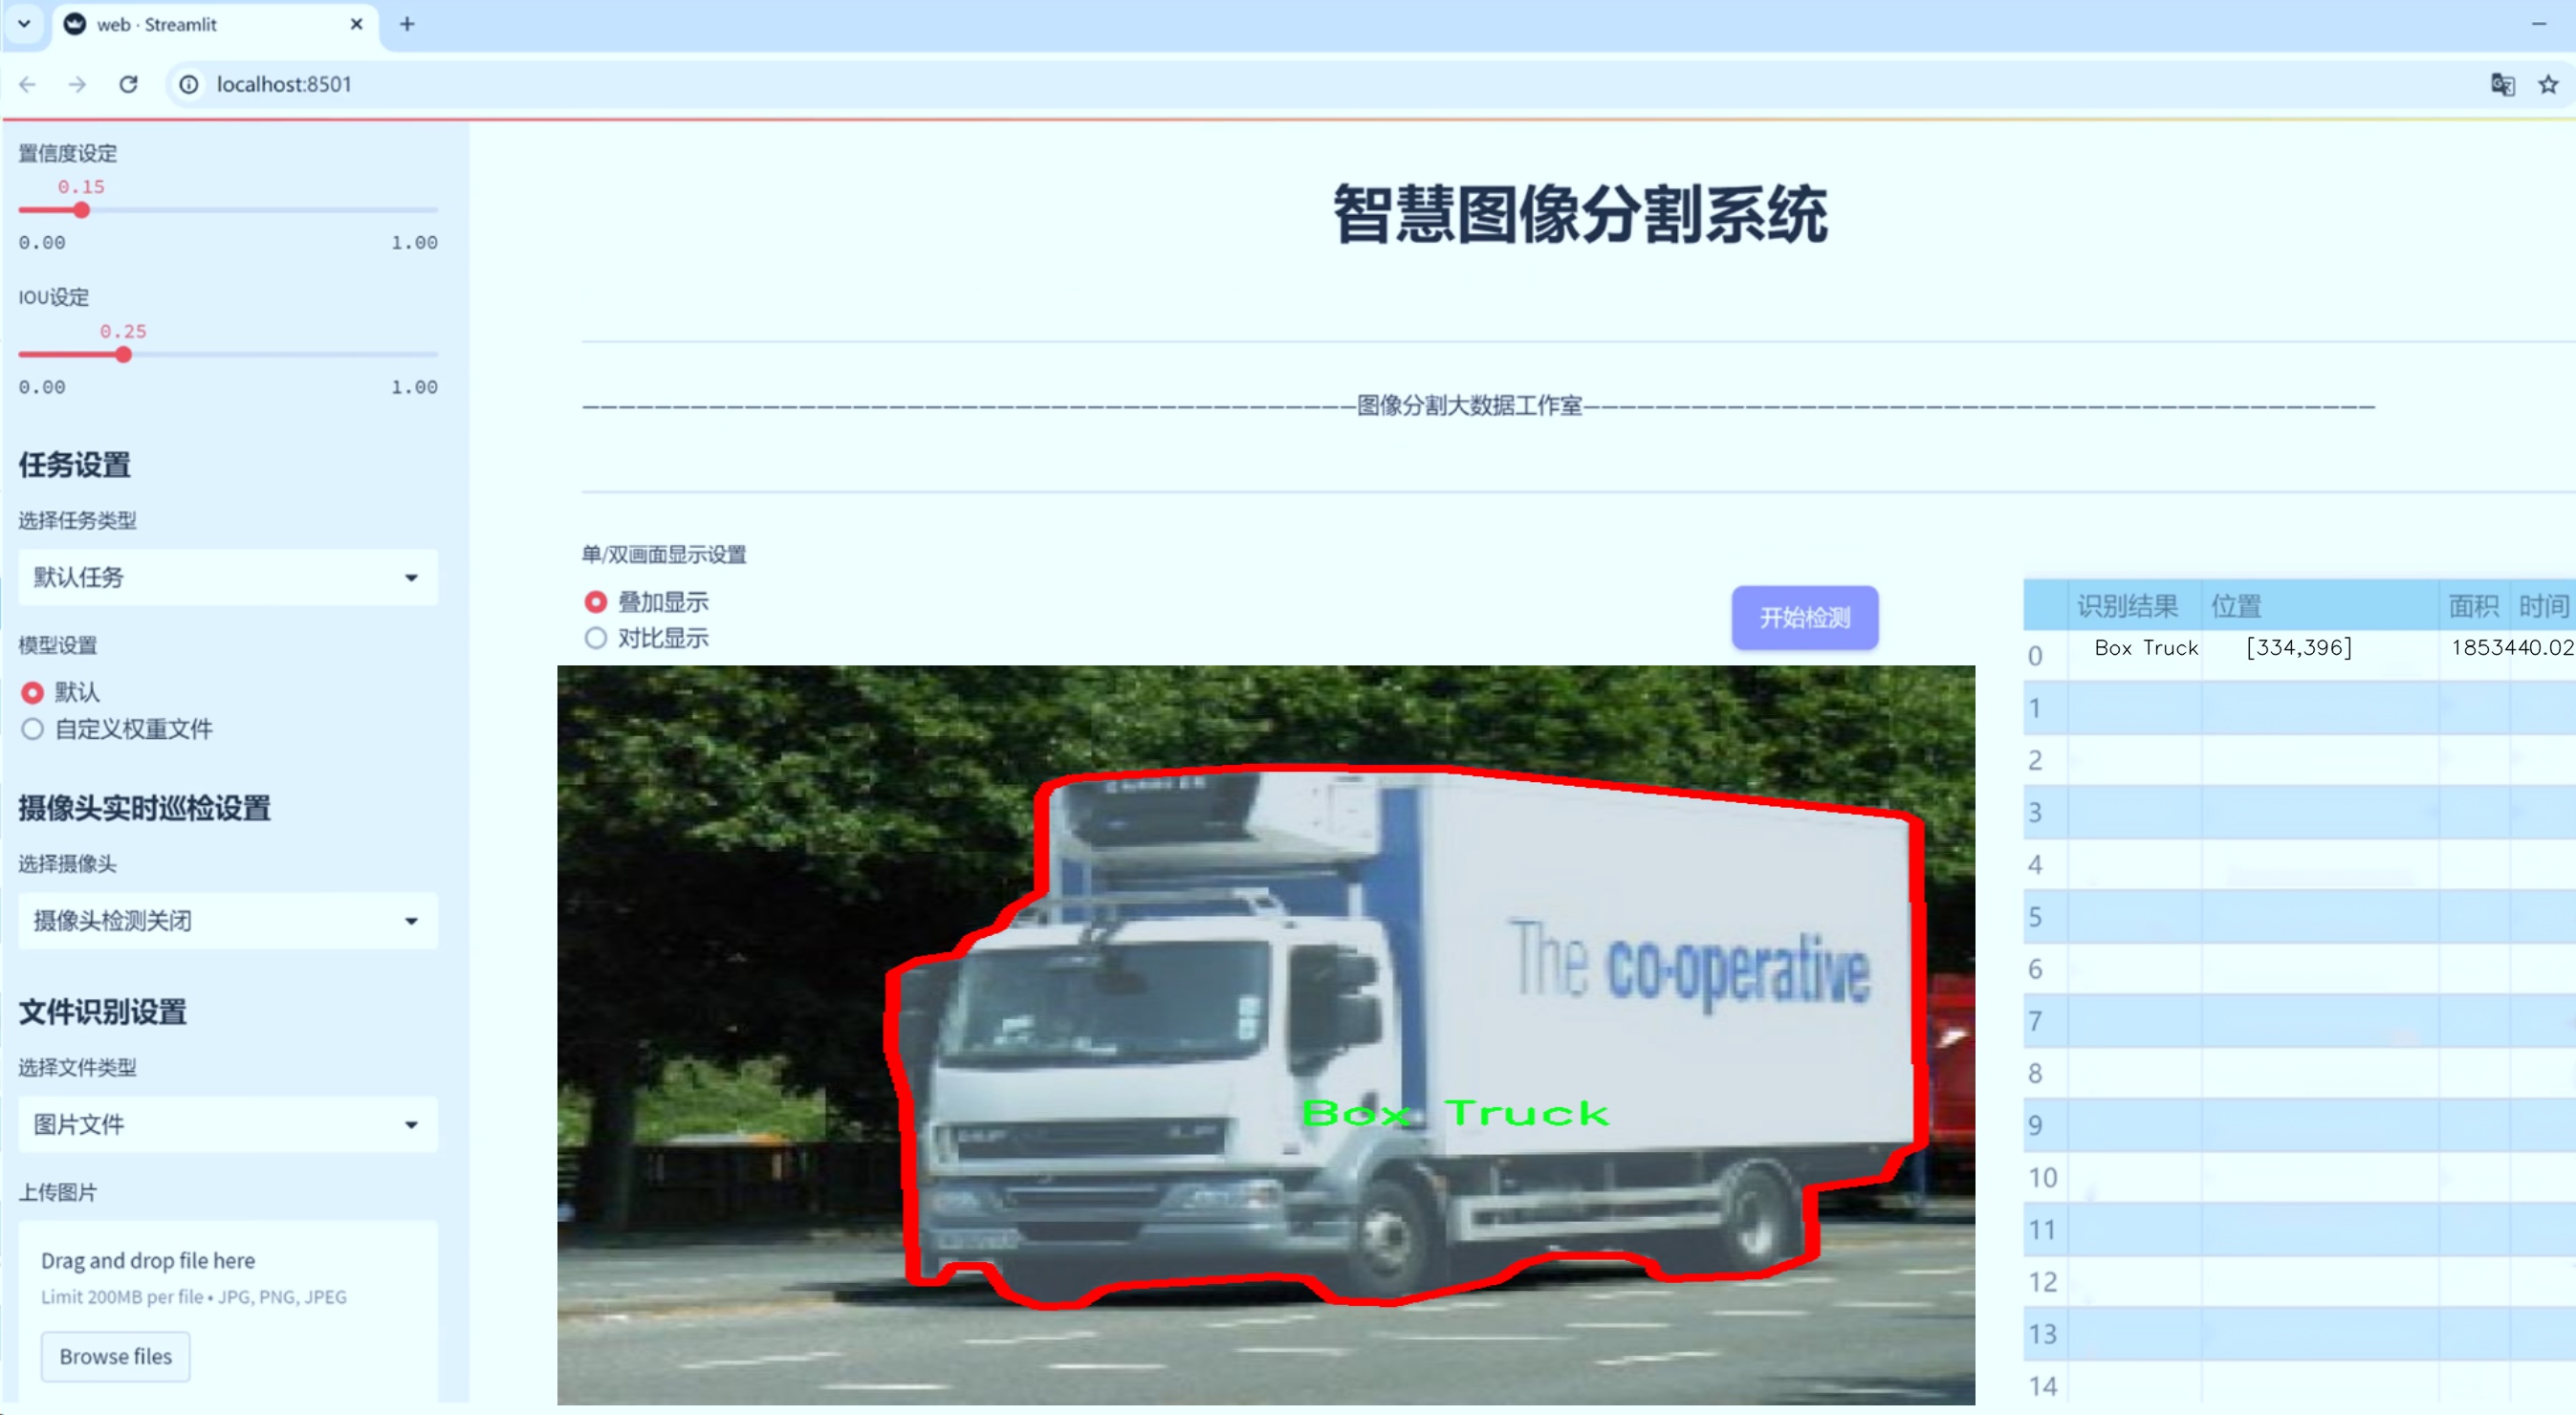 web · Streamlit
localhost:8501
置信度设定
0.15
0.00 1.00
IOU设定
0.25
0.00 1.00
任务设置
选择任务类型
默认任务
模型设置
默认
自定义权重文件
摄像头实时巡检设置
选择摄像头
摄像头检测关闭
文件识别设置
选择文件类型
图片文件
上传图片
Drag and drop file here
Limit 200MB per file • JPG, PNG, JPEG
Browse files
智慧图像分割系统
———————————————————————————————————————————图像分割大数据工作室————————————————————————————————————————————
单/双画面显示设置
叠加显示
对比显示
开始检测
The co-operative
Box Truck
识别结果 位置 面积 时间
0 Box Truck [334,396] 1853440.02
1
2
3
4
5
6
7
8
9
10
11
12
13
14